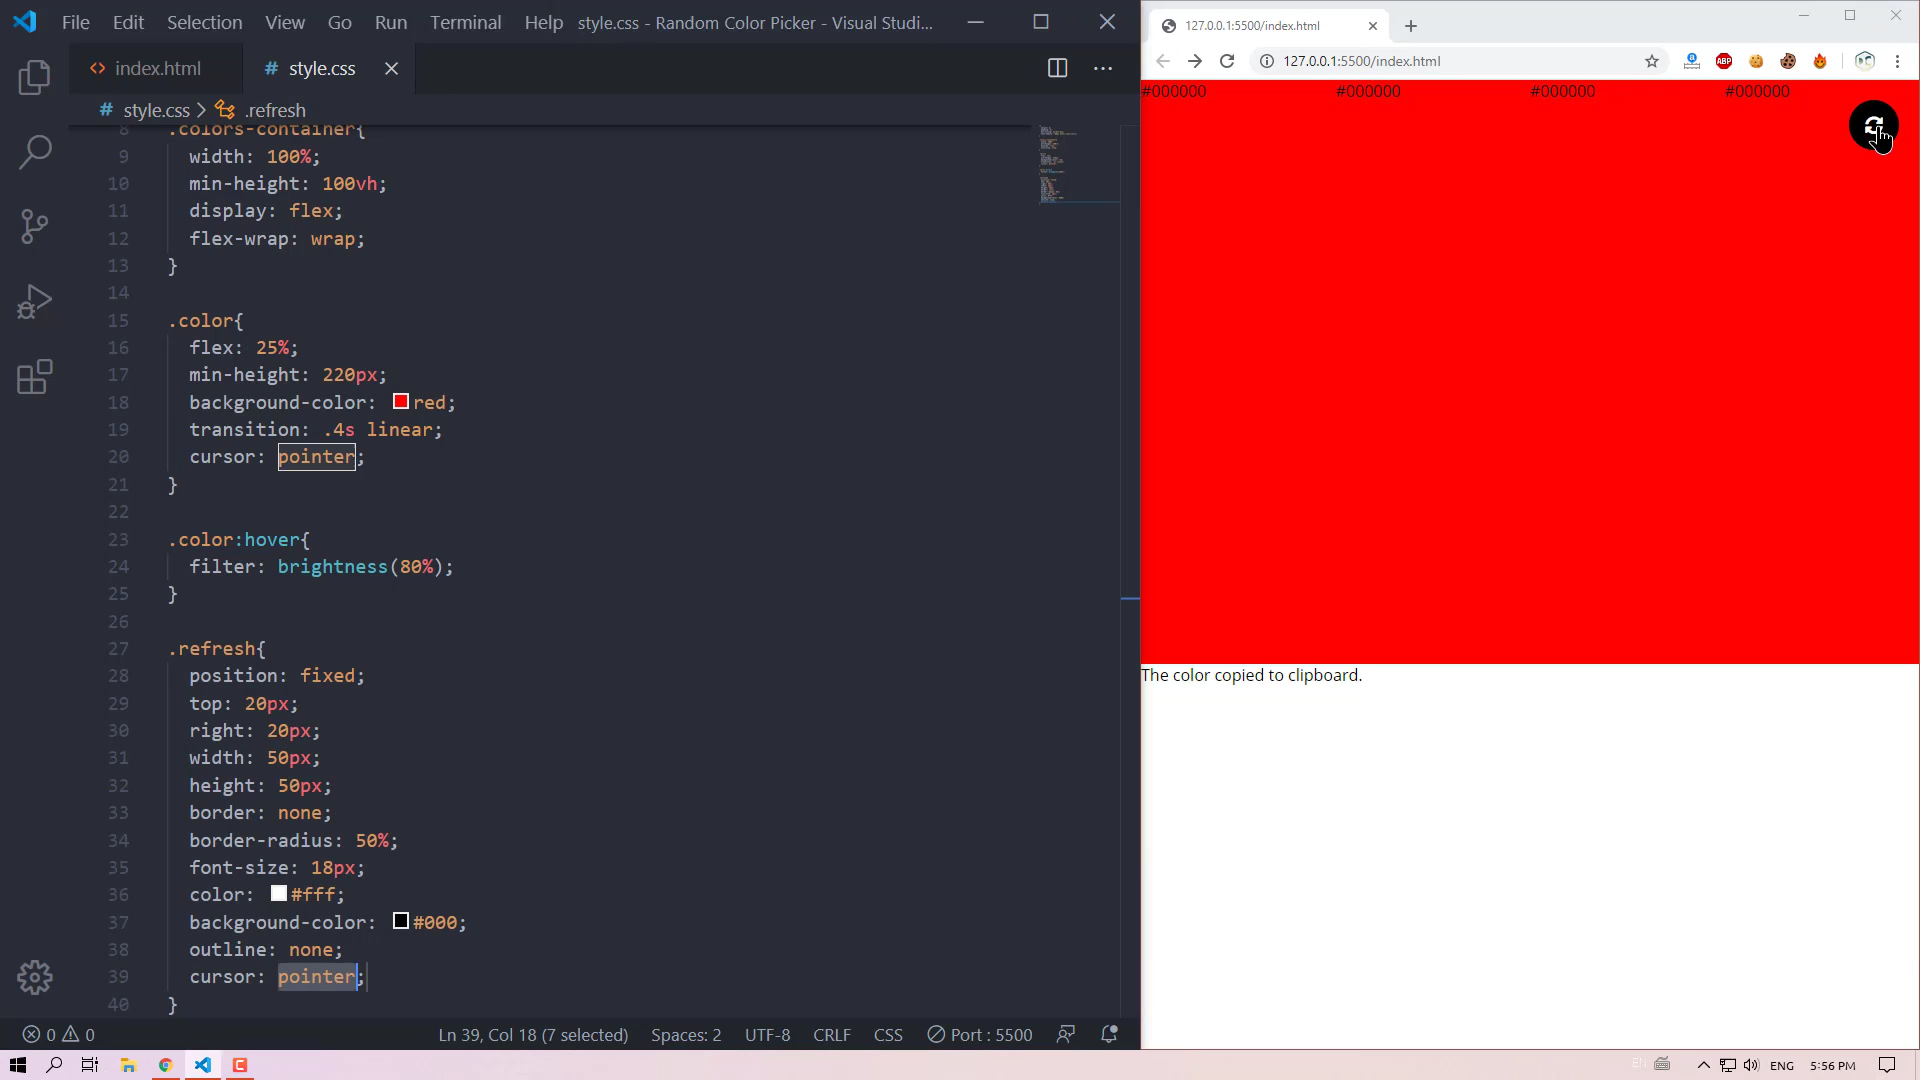 File Edit Selection View Go Run Terminal Help style.css - Random Color Picker - Visual Studi...
index.html
# style.css
# style.css > .refresh
8 .colors-container{
9 width: 100%;
10 min-height: 100vh;
11 display: flex;
12 flex-wrap: wrap;
13 }
14
15 .color{
16 flex: 25%;
17 min-height: 220px;
18 background-color: red;
19 transition: .4s linear;
20 cursor: pointer;
21 }
22
23 .color:hover{
24 filter: brightness(80%);
25 }
26
27 .refresh{
28 position: fixed;
29 top: 20px;
30 right: 20px;
31 width: 50px;
32 height: 50px;
33 border: none;
34 border-radius: 50%;
35 font-size: 18px;
36 color: #fff;
37 background-color: #000;
38 outline: none;
39 cursor: pointer;
40 }
0 0 Ln 39, Col 18 (7 selected) Spaces: 2 UTF-8 CRLF CSS Port : 5500
127.0.0.1:5500/index.html
127.0.0.1:5500/index.html
ABP
#000000 #000000 #000000 #000000
The color copied to clipboard.
EN ENG 5:56 PM